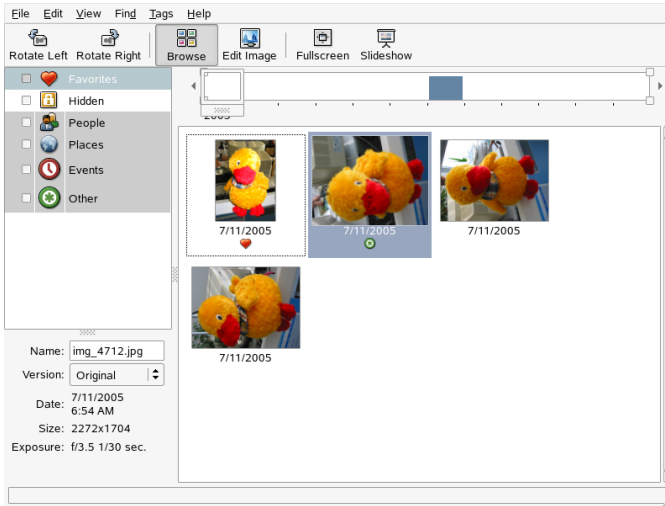 File Edit View Find Tags Help
Rotate Left Rotate Right Browse Edit Image Fullscreen Slideshow
Favorites
Hidden
People
Places
Events
Other
2005
7/11/2005 7/11/2005 7/11/2005
7/11/2005
Name: img_4712.jpg
Version: Original
Date: 7/11/2005
6:54 AM
Size: 2272x1704
Exposure: f/3.5 1/30 sec.